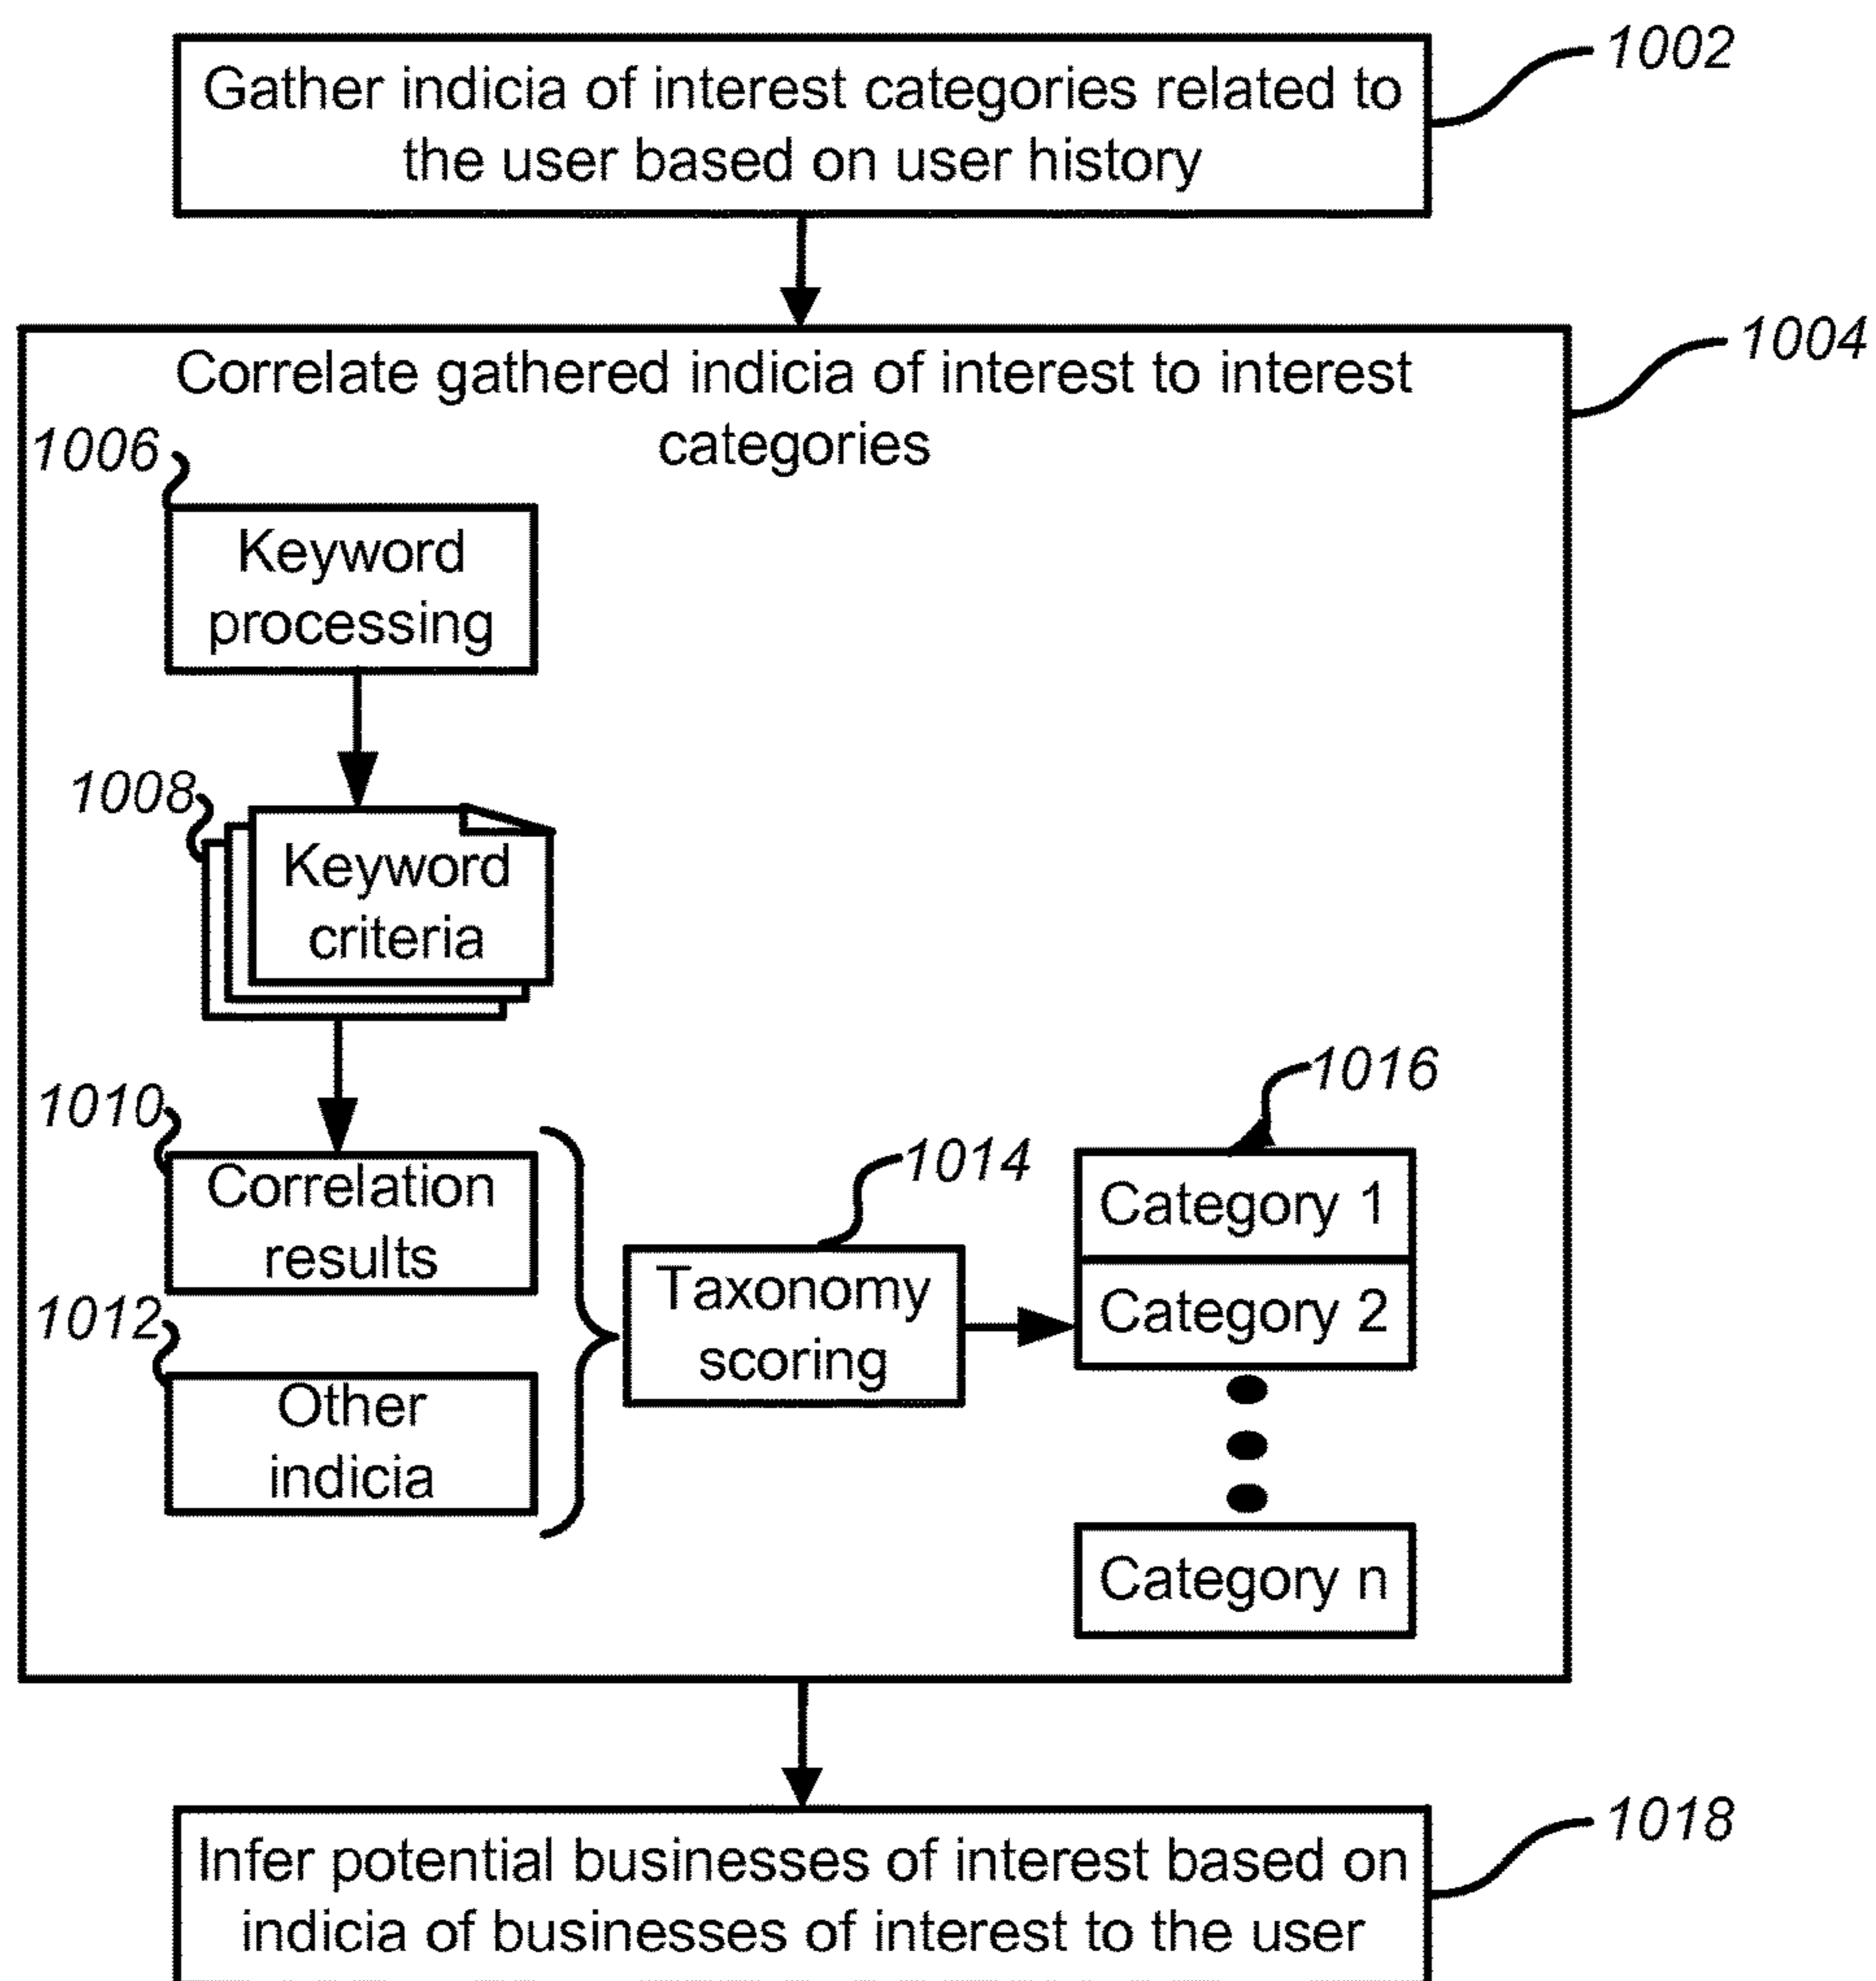 1002
Gather indicia of interest categories related to
the user based on user history
1004
Correlate gathered indicia of interest to interest
categories
1006
Keyword
processing
1008
Keyword
criteria
1010
Correlation
results
1012
Other
indicia
1014
Taxonomy
scoring
1016
Category 1
Category 2
Category n
1018
Infer potential businesses of interest based on
indicia of businesses of interest to the user